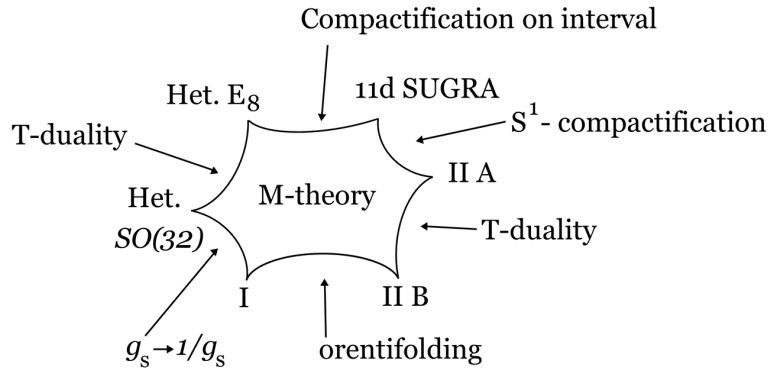 Compactification on interval
Het. E8
11d SUGRA
T-duality
S¹- compactification
Het.
SO(32)
M-theory
II A
T-duality
I
II B
gs→1/gs
orentifolding